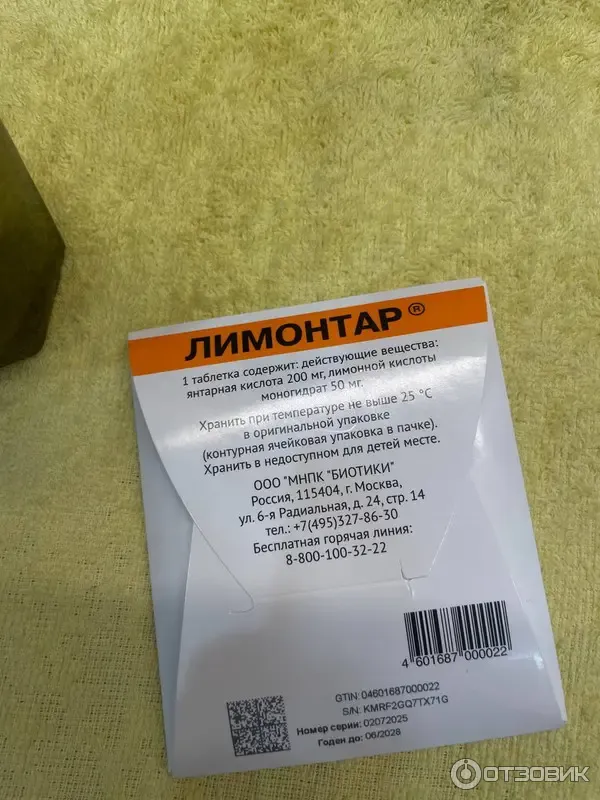 ЛИМОНТАР®
1 таблетка содержит: действующие вещества:
янтарная кислота 200 мг, лимонной кислоты
моногидрат 50 мг.
Хранить при температуре не выше 25 °С
в оригинальной упаковке
(контурная ячейковая упаковка в пачке).
Хранить в недоступном для детей месте.
ООО "МНПК "БИОТИКИ"
Россия, 115404, г. Москва,
ул. 6-я Радиальная, д. 24, стр. 14
тел.: +7(495)327-86-30
Бесплатная горячая линия:
8-800-100-32-22
4 601687 000022
GTIN: 04601687000022
S/N: KMRF2GQ7TX71G
Номер серии: 02072025
Годен до: 06/2028
ОТЗОВИК